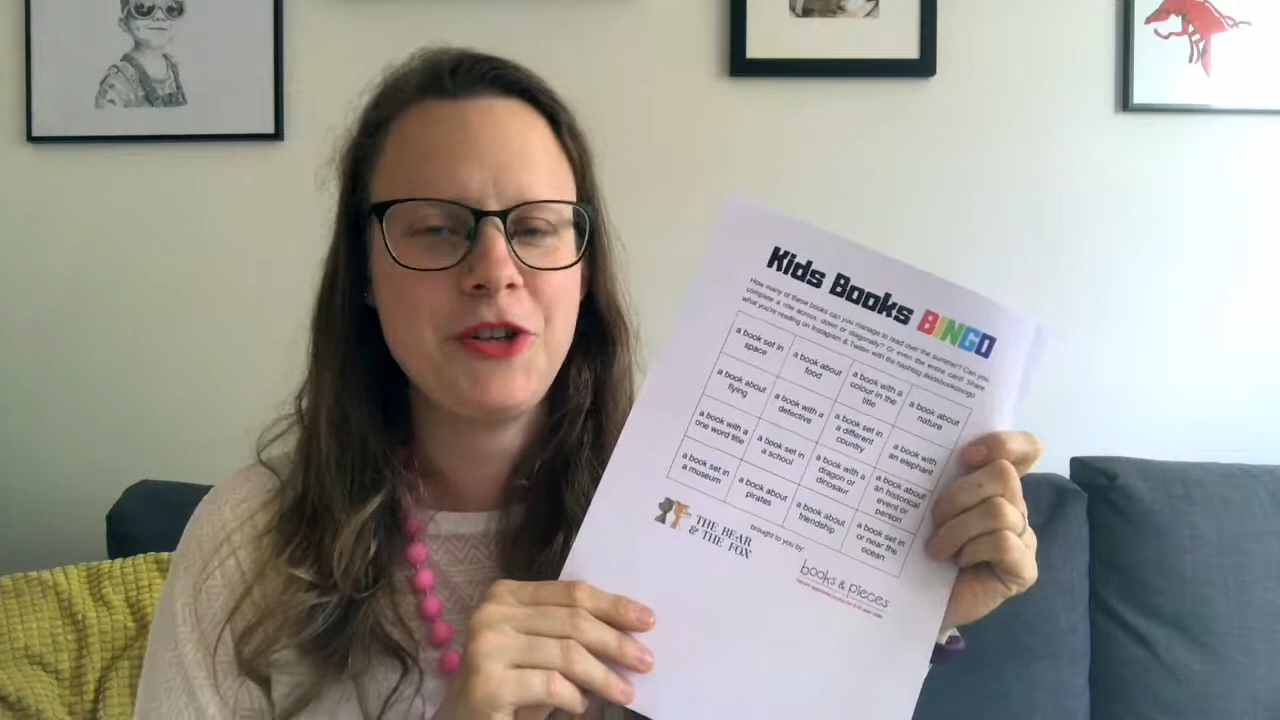 Kids Books BINGO
How many of these books can you manage to read over the summer? Can you
complete a row across, down or diagonally? Or even the entire card! Share
what you're reading on Instagram & Twitter with the hashtag #kidsbooksbingo
a book set in
space
a book about
food
a book with a
colour in the
title
a book about
nature
a book about
flying
a book with a
detective
a book set in
a different
country
a book with
an elephant
a book with a
one word title
a book set in
a school
a book with a
dragon or
dinosaur
a book about
an historical
event or
person
a book set in
a museum
a book about
pirates
a book about
friendship
a book set in
or near the
ocean
THE BEAR
& THE FOX
brought to you by:
books & pieces